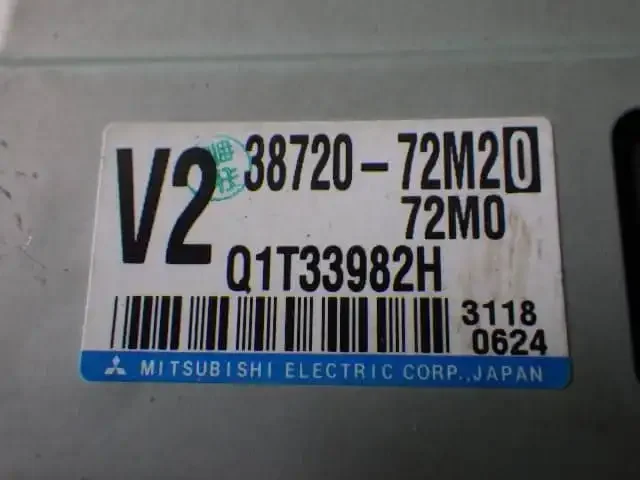 V2 38720-72M20
72M0
Q1T33982H
3118
0624
MITSUBISHI ELECTRIC CORP.,JAPAN